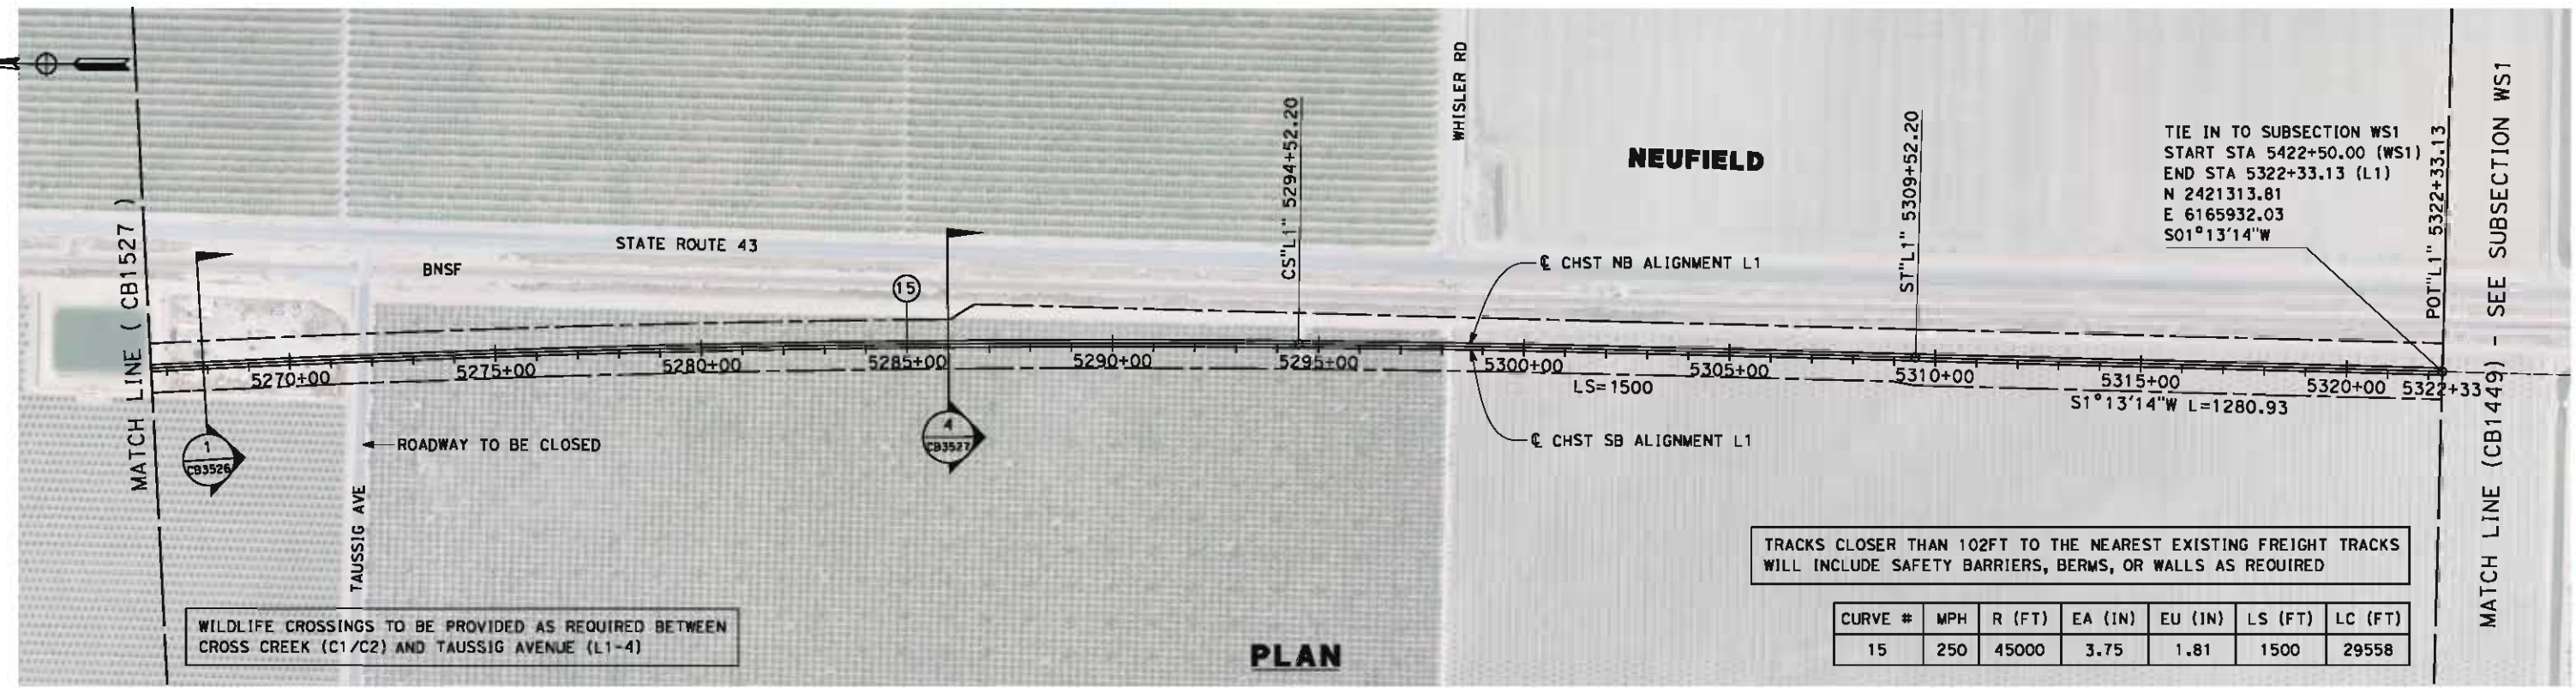 MATCH LINE ( CB1527 )
STATE ROUTE 43
BNSF
15
CS"L1" 5294+52.20
WHISLER RD
NEUFIELD
ST"L1" 5309+52.20
TIE IN TO SUBSECTION WS1
START STA 5422+50.00 (WS1)
END STA 5322+33.13 (L1)
N 2421313.81
E 6165932.03
S01°13'14"W
POT"L1" 5322+33.13
MATCH LINE (CB1449) - SEE SUBSECTION WS1
℄ CHST NB ALIGNMENT L1
5270+00
5275+00
5280+00
5285+00
5290+00
5295+00
5300+00
5305+00
5310+00
5315+00
5320+00
5322+33
LS=1500
S1°13'14"W L=1280.93
℄ CHST SB ALIGNMENT L1
1
CB3526
4
CB3527
ROADWAY TO BE CLOSED
TAUSSIG AVE
WILDLIFE CROSSINGS TO BE PROVIDED AS REQUIRED BETWEEN
CROSS CREEK (C1/C2) AND TAUSSIG AVENUE (L1-4)
PLAN
TRACKS CLOSER THAN 102FT TO THE NEAREST EXISTING FREIGHT TRACKS
WILL INCLUDE SAFETY BARRIERS, BERMS, OR WALLS AS REQUIRED
CURVE # MPH R (FT) EA (IN) EU (IN) LS (FT) LC (FT)
15 250 45000 3.75 1.81 1500 29558